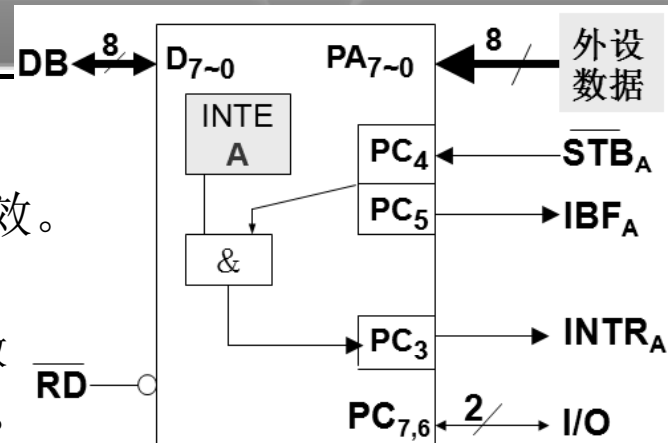 8 8 外设
DB D7~0 PA7~0 数据
INTE
A
PC4 STBA
效。 PC5 IBFA
&
PC3 INTRA
RD
PC7,6 2 I/O